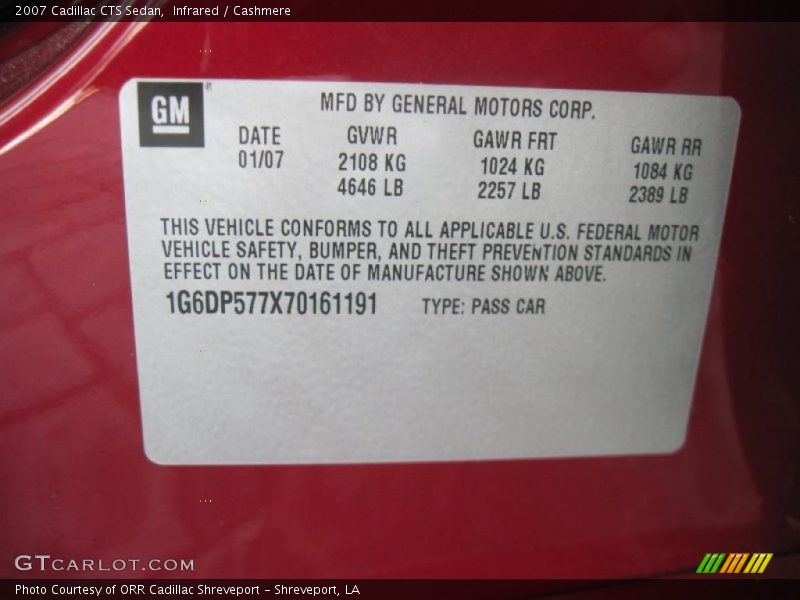 2007 Cadillac CTS Sedan, Infrared / Cashmere
GM
MFD BY GENERAL MOTORS CORP.
DATE GVWR GAWR FRT GAWR RR
01/07 2108 KG 1024 KG 1084 KG
4646 LB 2257 LB 2389 LB
THIS VEHICLE CONFORMS TO ALL APPLICABLE U.S. FEDERAL MOTOR
VEHICLE SAFETY, BUMPER, AND THEFT PREVENTION STANDARDS IN
EFFECT ON THE DATE OF MANUFACTURE SHOWN ABOVE.
1G6DP577X70161191 TYPE: PASS CAR
GTCARLOT.COM
Photo Courtesy of ORR Cadillac Shreveport - Shreveport, LA